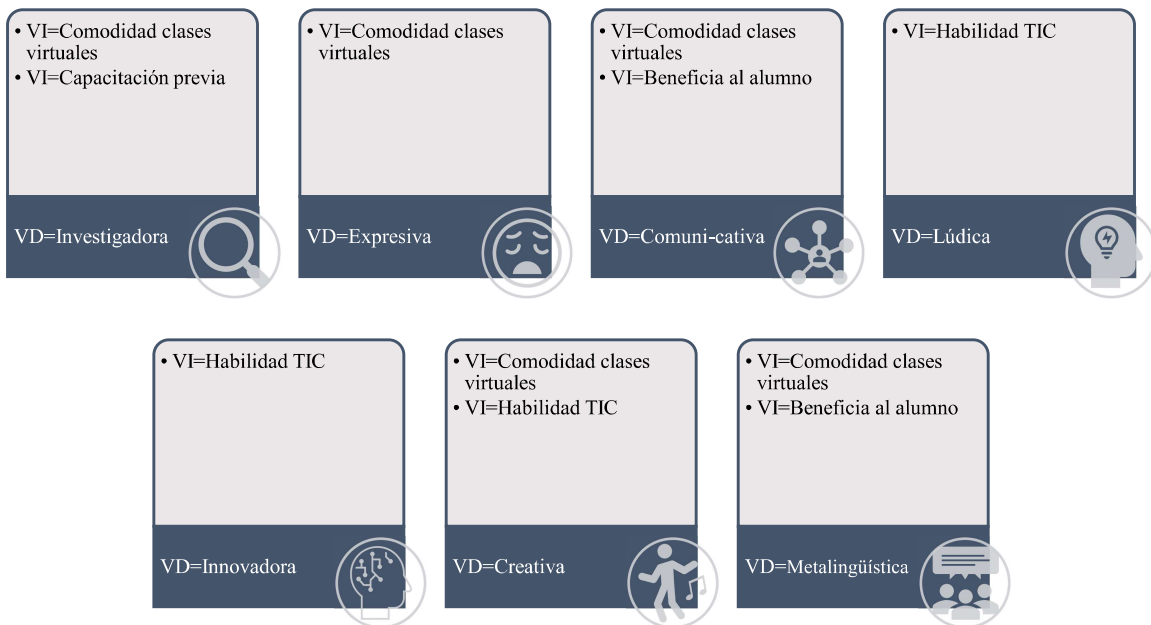 • VI=Comodidad clases
virtuales
• VI=Capacitación previa
VD=Investigadora
• VI=Comodidad clases
virtuales
VD=Expresiva
• VI=Comodidad clases
virtuales
• VI=Beneficia al alumno
VD=Comuni-cativa
• VI=Habilidad TIC
VD=Lúdica
• VI=Habilidad TIC
VD=Innovadora
• VI=Comodidad clases
virtuales
• VI=Habilidad TIC
VD=Creativa
• VI=Comodidad clases
virtuales
• VI=Beneficia al alumno
VD=Metalingüística